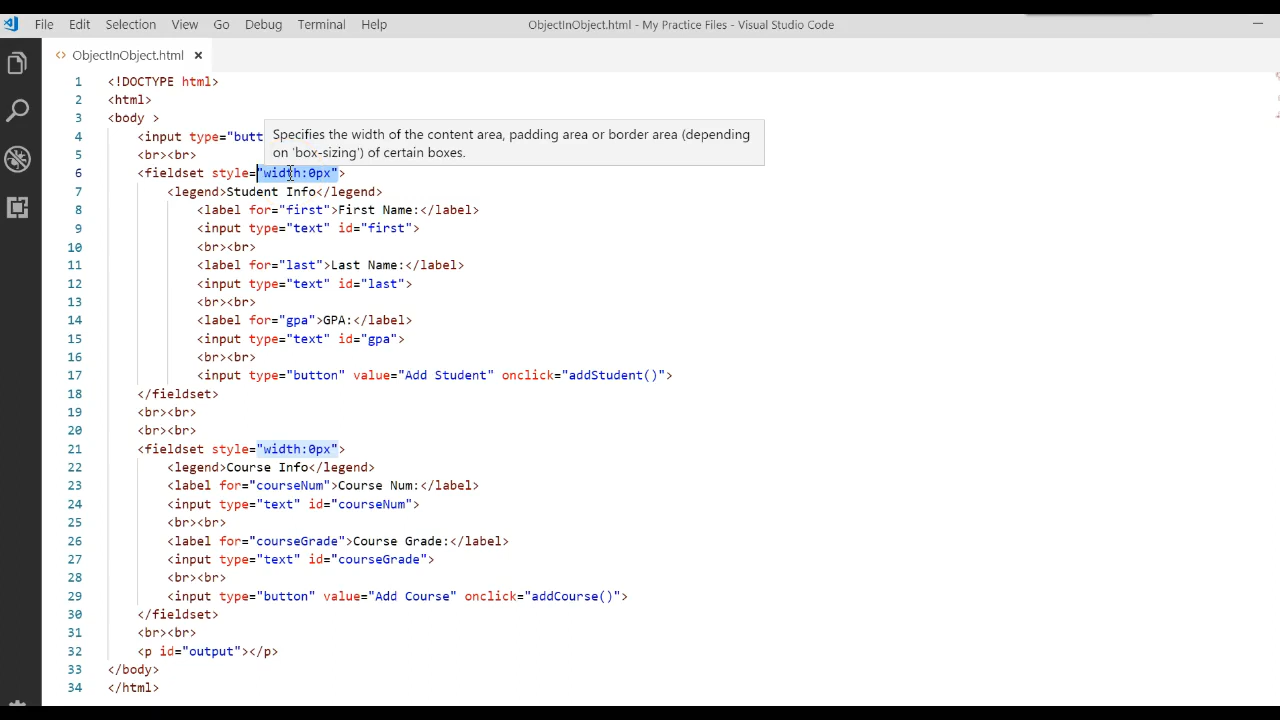 File Edit Selection View Go Debug Terminal Help ObjectInObject.html - My Practice Files - Visual Studio Code
<> ObjectInObject.html ×
1 <!DOCTYPE html>
2 <html>
3 <body >
Specifies the width of the content area, padding area or border area (depending
on 'box-sizing') of certain boxes.
4 <input type="butt
5 <br><br>
6 <fieldset style="width:0px">
7 <legend>Student Info</legend>
8 <label for="first">First Name:</label>
9 <input type="text" id="first">
10 <br><br>
11 <label for="last">Last Name:</label>
12 <input type="text" id="last">
13 <br><br>
14 <label for="gpa">GPA:</label>
15 <input type="text" id="gpa">
16 <br><br>
17 <input type="button" value="Add Student" onclick="addStudent()">
18 </fieldset>
19 <br><br>
20 <br><br>
21 <fieldset style="width:0px">
22 <legend>Course Info</legend>
23 <label for="courseNum">Course Num:</label>
24 <input type="text" id="courseNum">
25 <br><br>
26 <label for="courseGrade">Course Grade:</label>
27 <input type="text" id="courseGrade">
28 <br><br>
29 <input type="button" value="Add Course" onclick="addCourse()">
30 </fieldset>
31 <br><br>
32 <p id="output"></p>
33 </body>
34 </html>